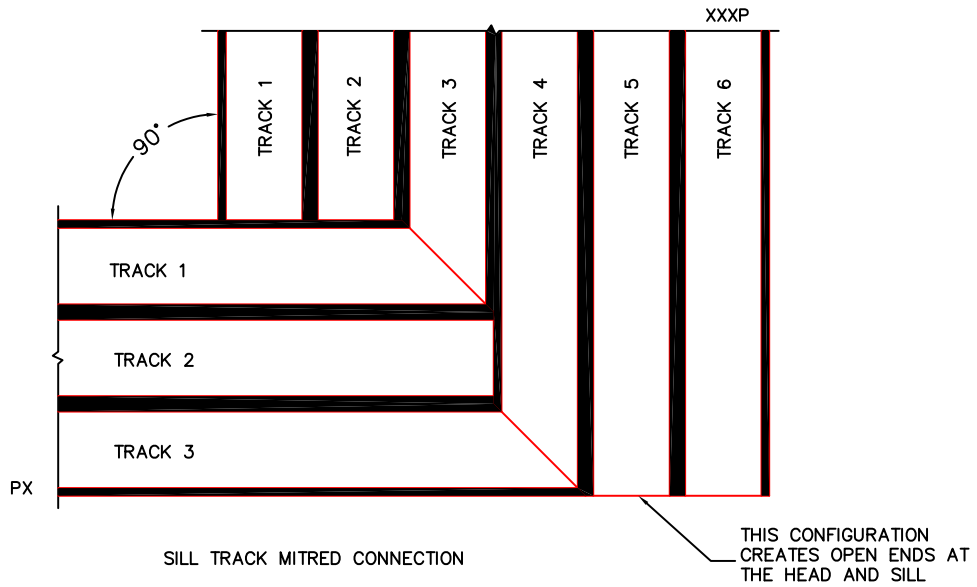 XXXP
TRACK 1
TRACK 2
TRACK 3
TRACK 4
TRACK 5
TRACK 6
90°
TRACK 1
TRACK 2
TRACK 3
PX
SILL TRACK MITRED CONNECTION
THIS CONFIGURATION
CREATES OPEN ENDS AT
THE HEAD AND SILL